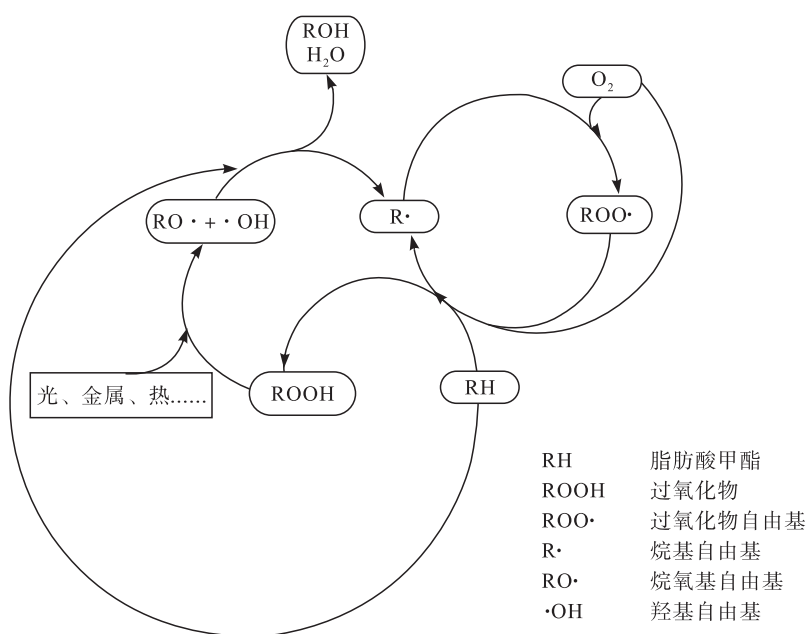 ROH
H₂O
O₂
RO·+·OH
R·
ROO·
光、金属、热……
ROOH
RH
RH 脂肪酸甲酯
ROOH 过氧化物
ROO· 过氧化物自由基
R· 烷基自由基
RO· 烷氧基自由基
·OH 羟基自由基